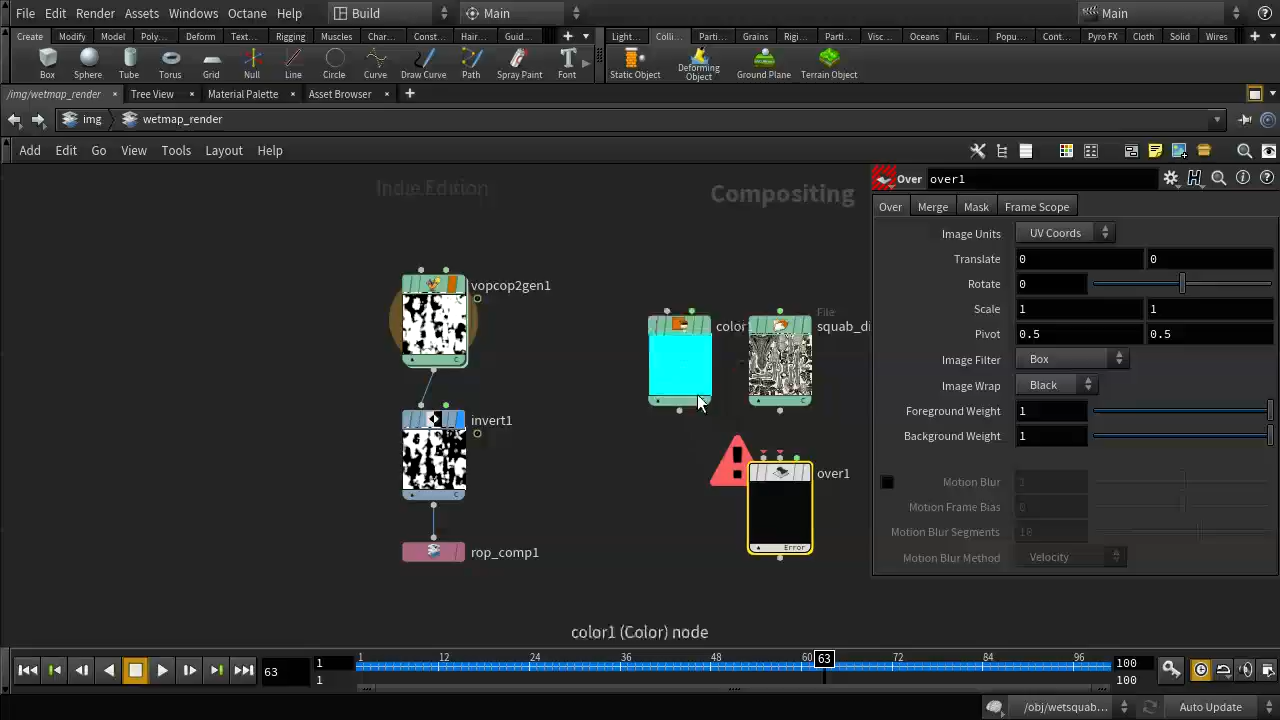 File Edit Render Assets Windows Octane Help Build Main Main
Create Modify Model Poly... Deform Text... Rigging Muscles Char... Const... Hair... Guid... Light... Colli... Parti... Grains Rig... Parti... Visc... Oceans Flui... Popu... Cont... Pyro FX Cloth Solid Wires
Box Sphere Tube Torus Grid Null Line Circle Curve Draw Curve Path Spray Paint Font Static Object Deforming Object Ground Plane Terrain Object
/img/wetmap_render Tree View Material Palette Asset Browser
img wetmap_render
Add Edit Go View Tools Layout Help
Indie Edition Compositing
Over over1
Over Merge Mask Frame Scope
Image Units UV Coords
Translate 0 0
Rotate 0
Scale 1 1
Pivot 0.5 0.5
Image Filter Box
Image Wrap Black
Foreground Weight 1
Background Weight 1
Motion Blur 1
Motion Frame Bias 0
Motion Blur Segments 10
Motion Blur Method Velocity
vopcop2gen1
C
File
color squab_di
C
invert1
C
over1
Error
rop_comp1
color1 (Color) node
63 1 1 1 12 24 36 48 60 63 72 84 96 100 100
/obj/wetsquab... Auto Update